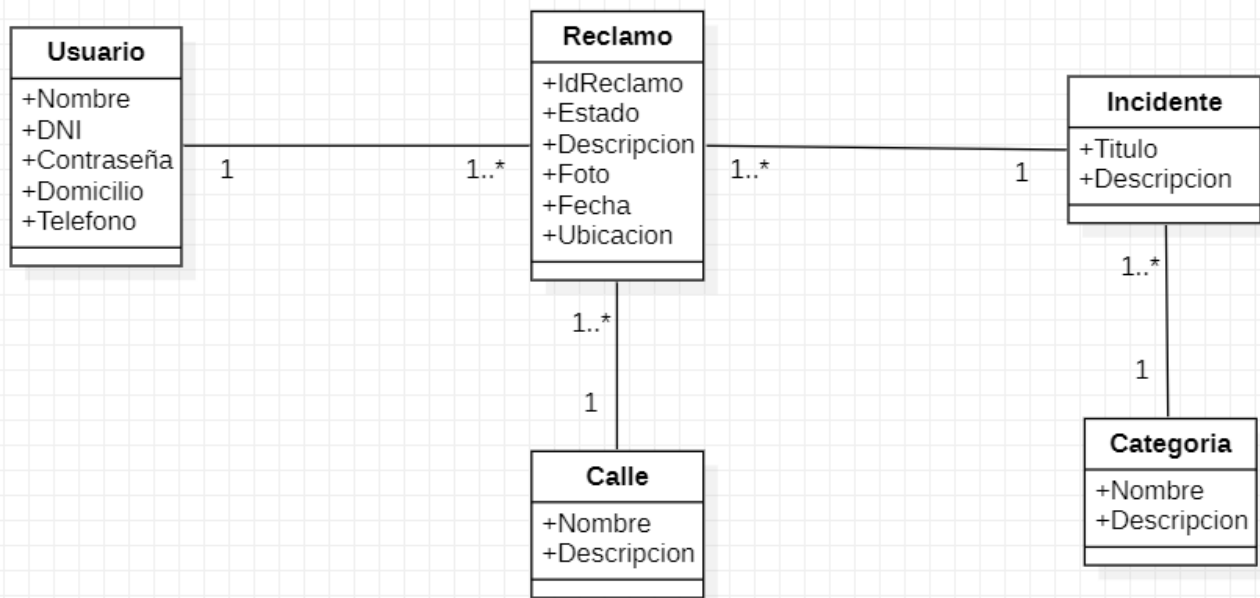 Usuario
+Nombre
+DNI
+Contraseña
+Domicilio
+Telefono
1
1..*
Reclamo
+IdReclamo
+Estado
+Descripcion
+Foto
+Fecha
+Ubicacion
1..*
1
Incidente
+Titulo
+Descripcion
1..*
1
1..*
1
Calle
+Nombre
+Descripcion
Categoria
+Nombre
+Descripcion